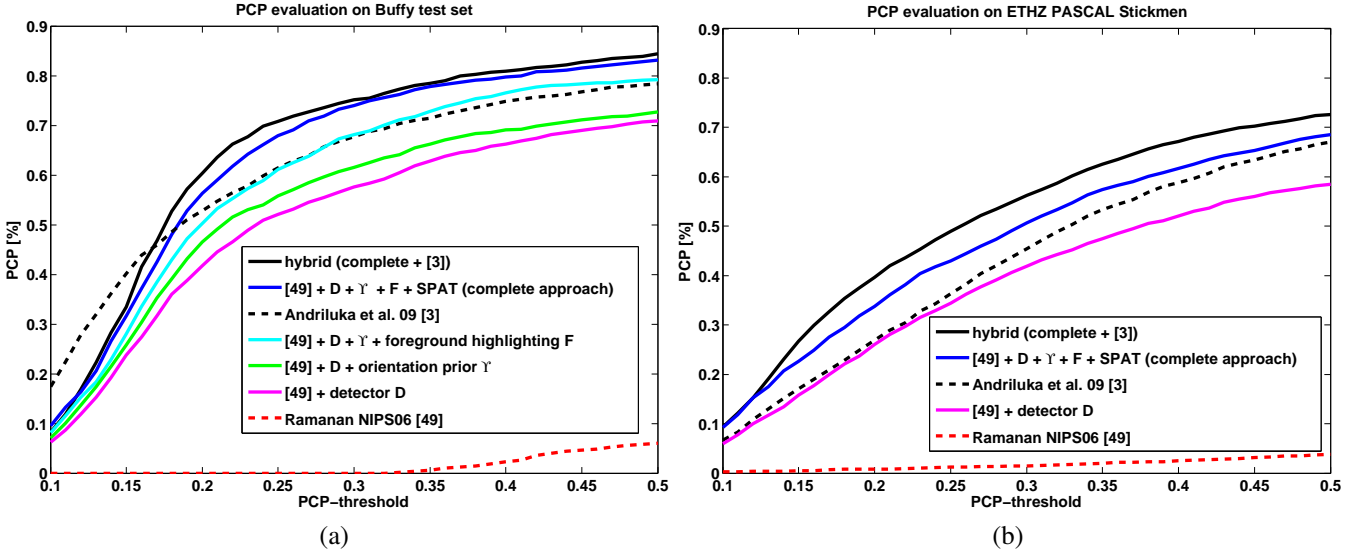 PCP evaluation on Buffy test set
0.9
0.8
0.7
0.6
0.5
0.4
0.3
0.2
0.1
0
PCP [%]
hybrid (complete + [3])
[49] + D + ϒ + F + SPAT (complete approach)
Andriluka et al. 09 [3]
[49] + D + ϒ + foreground highlighting F
[49] + D + orientation prior ϒ
[49] + detector D
Ramanan NIPS06 [49]
0.1 0.15 0.2 0.25 0.3 0.35 0.4 0.45 0.5
PCP−threshold
(a)
PCP evaluation on ETHZ PASCAL Stickmen
0.9
0.8
0.7
0.6
0.5
0.4
0.3
0.2
0.1
0
PCP [%]
hybrid (complete + [3])
[49] + D + ϒ + F + SPAT (complete approach)
Andriluka et al. 09 [3]
[49] + detector D
Ramanan NIPS06 [49]
0.1 0.15 0.2 0.25 0.3 0.35 0.4 0.45 0.5
PCP−threshold
(b)